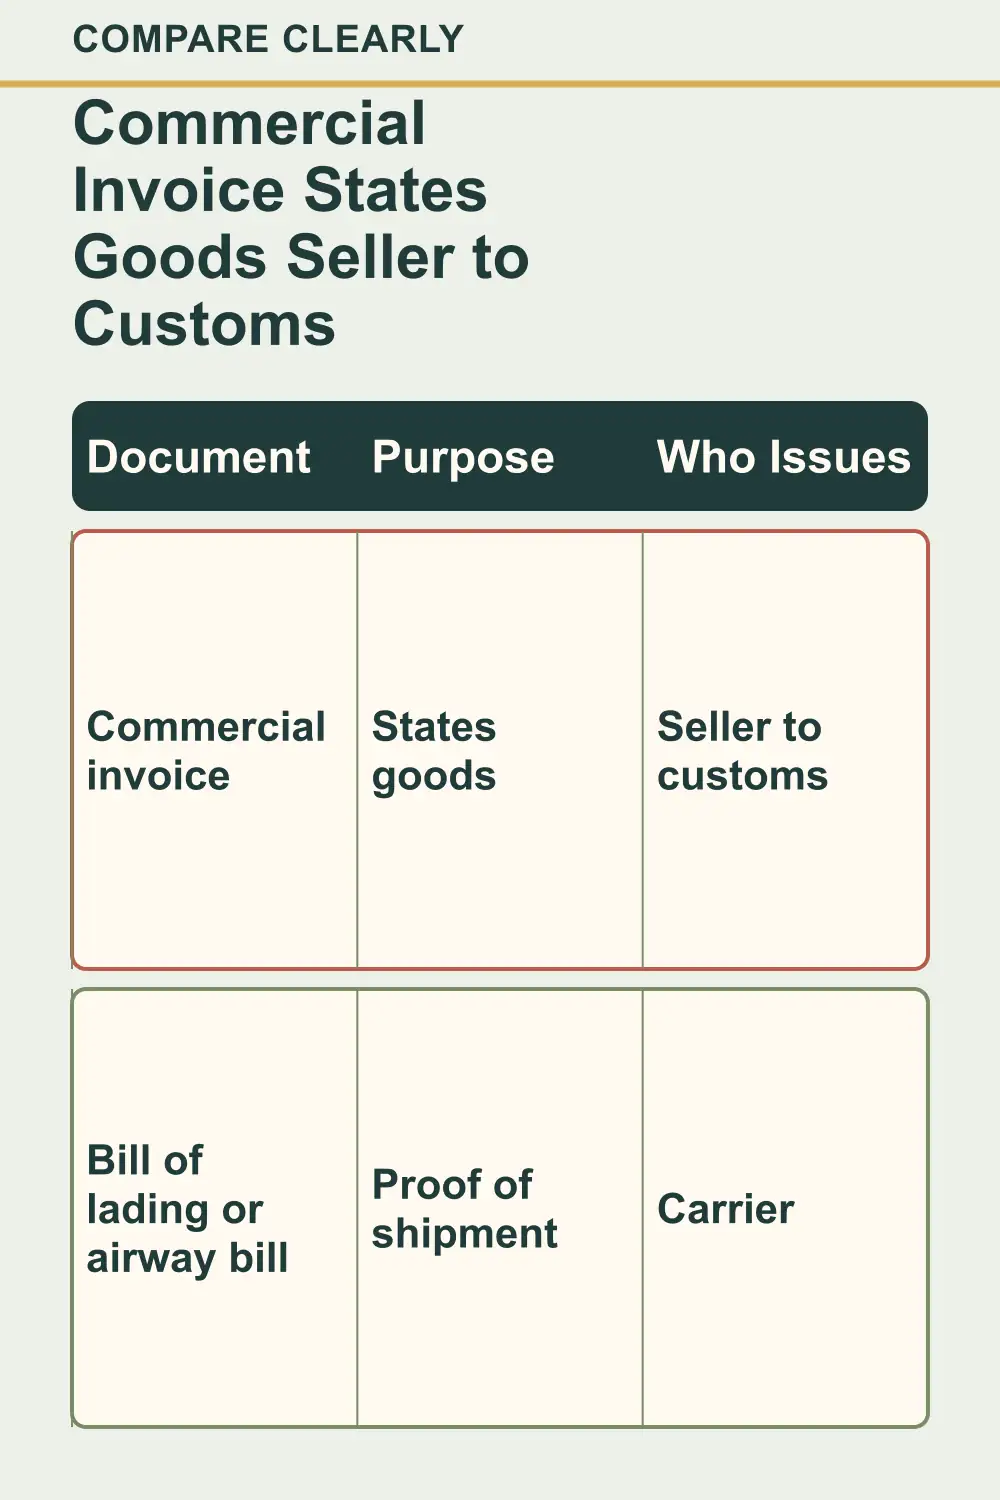 COMPARE CLEARLY
Commercial
Invoice States
Goods Seller to
Customs
Document Purpose Who Issues
Commercial
invoice
States
goods
Seller to
customs
Bill of
lading or
airway bill
Proof of
shipment
Carrier